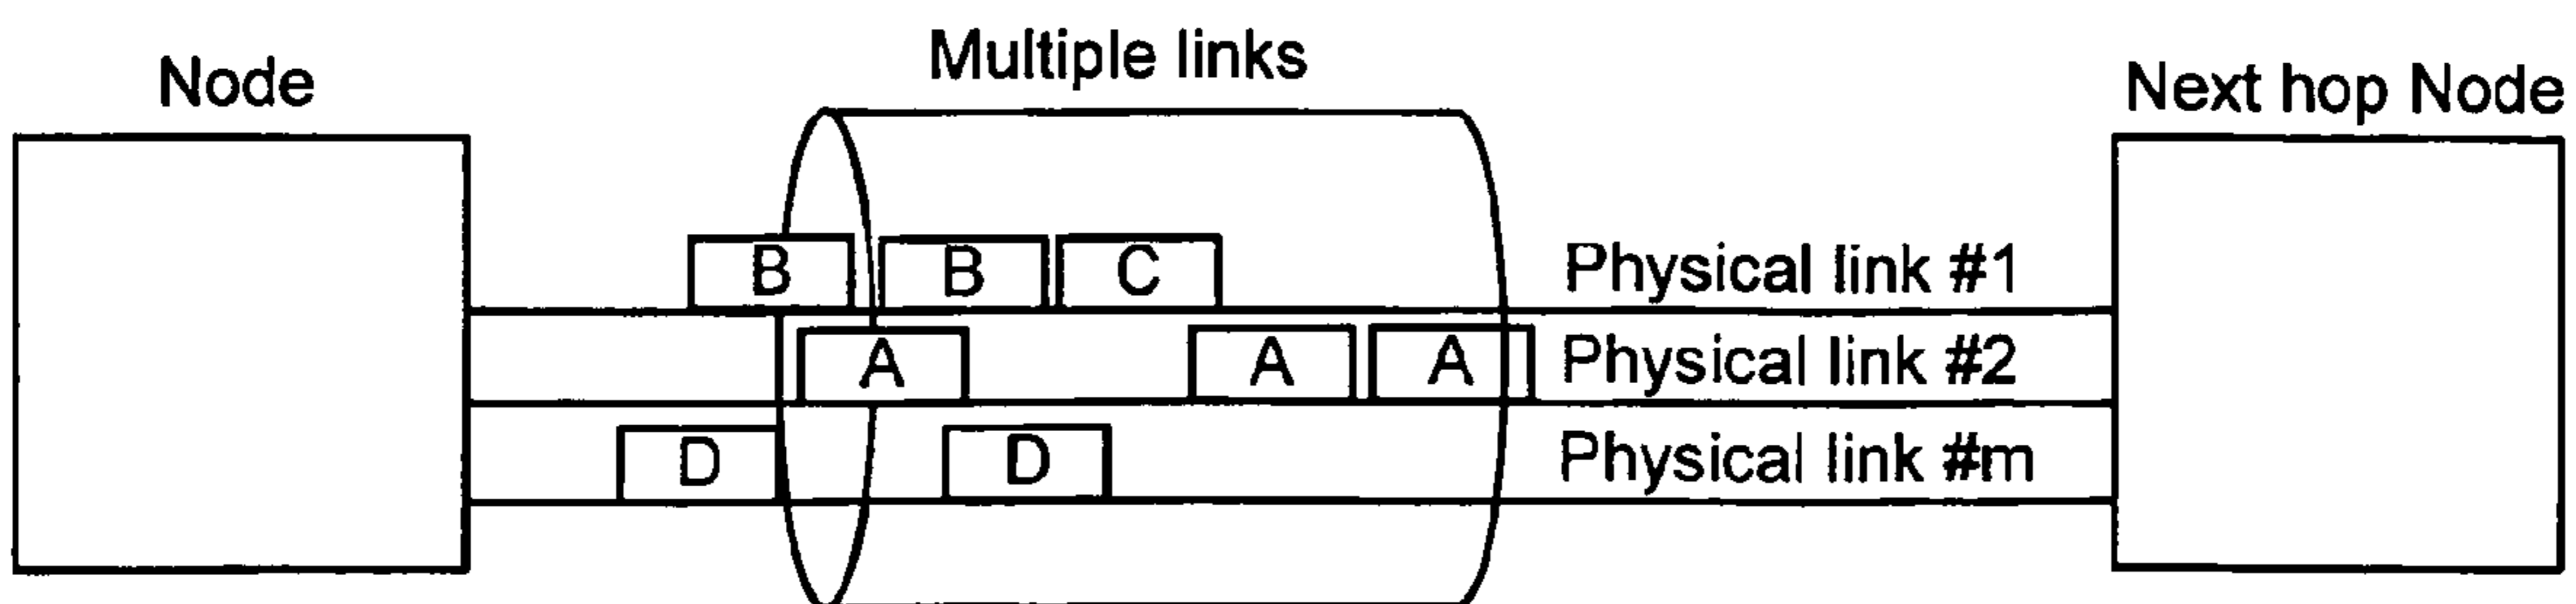 Multiple links
Node
Next hop Node
B B C Physical link #1
A A A Physical link #2
D D Physical link #m